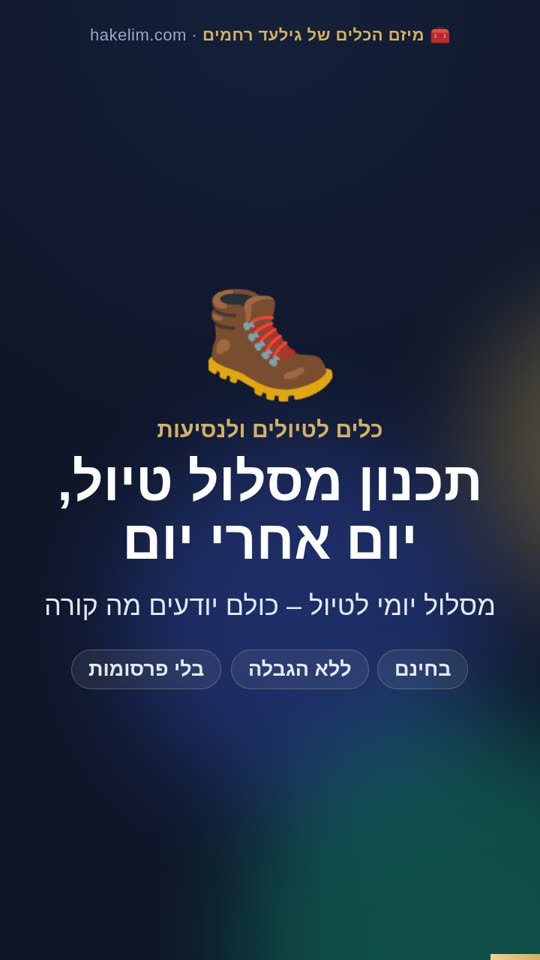 🧰 מיזם הכלים של גילעד רחמים · hakelim.com
כלים לטיולים ולנסיעות
תכנון מסלול טיול,
יום אחרי יום
מסלול יומי לטיול – כולם יודעים מה קורה
בחינם
ללא הגבלה
בלי פרסומות